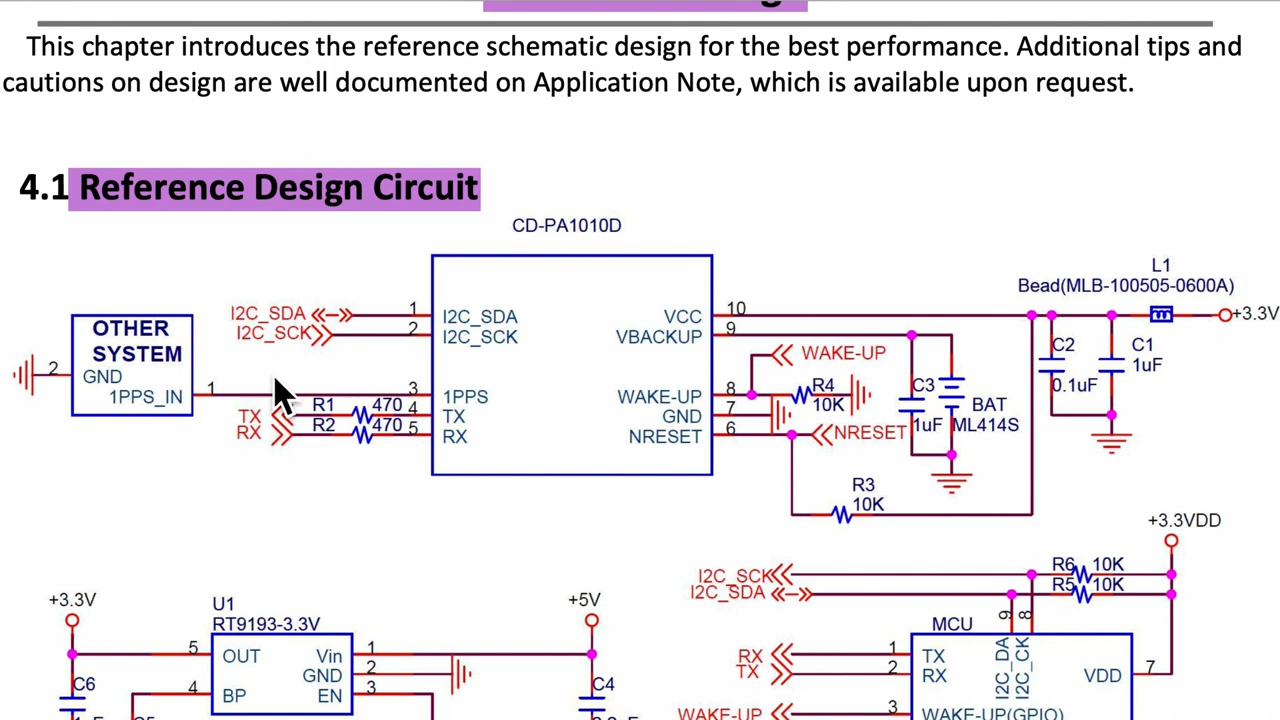 This chapter introduces the reference schematic design for the best performance. Additional tips and
cautions on design are well documented on Application Note, which is available upon request.
4.1 Reference Design Circuit
CD-PA1010D
L1
Bead(MLB-100505-0600A)
+3.3V
OTHER
SYSTEM
GND
1PPS_IN
2
1
I2C_SDA
I2C_SCK
TX
RX
R1 470
R2 470
1 I2C_SDA
2 I2C_SCK
3 1PPS
4 TX
5 RX
VCC 10
VBACKUP 9
WAKE-UP 8
GND 7
NRESET 6
WAKE-UP
R4
10K
NRESET
C3
1uF
BAT
ML414S
C2
0.1uF
C1
1uF
R3
10K
+3.3VDD
I2C_SCK
I2C_SDA
R6 10K
R5 10K
+3.3V
U1
RT9193-3.3V
+5V
5 OUT
4 BP
Vin 1
GND 2
EN 3
C6
C4
MCU
9
8
I2C_DA
I2C_CK
RX
TX
1 TX
2 RX
VDD 7
WAKE-UP
3 WAKE-UP(GPIO)